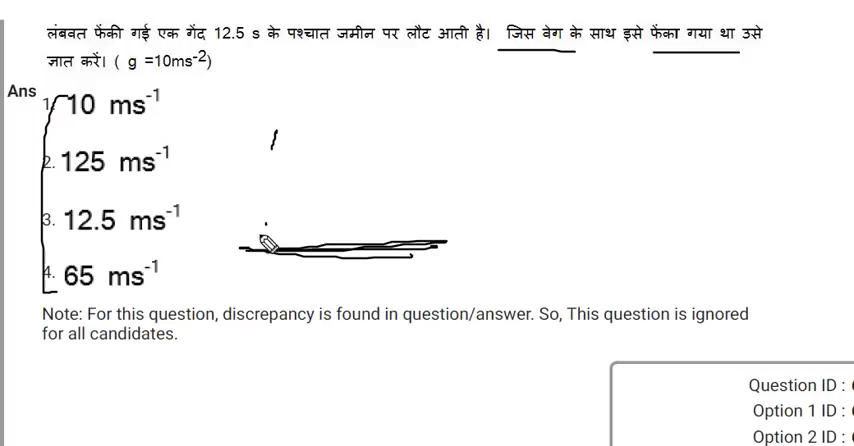 लंबवत फेंकी गई एक गेंद 12.5 s के पश्चात जमीन पर लौट आती है। जिस वेग के साथ इसे फेंका गया था उसे
ज्ञात करें। ( g =10ms⁻²)
Ans
1. 10 ms⁻¹
2. 125 ms⁻¹
3. 12.5 ms⁻¹
4. 65 ms⁻¹
Note: For this question, discrepancy is found in question/answer. So, This question is ignored
for all candidates.
Question ID :
Option 1 ID :
Option 2 ID :